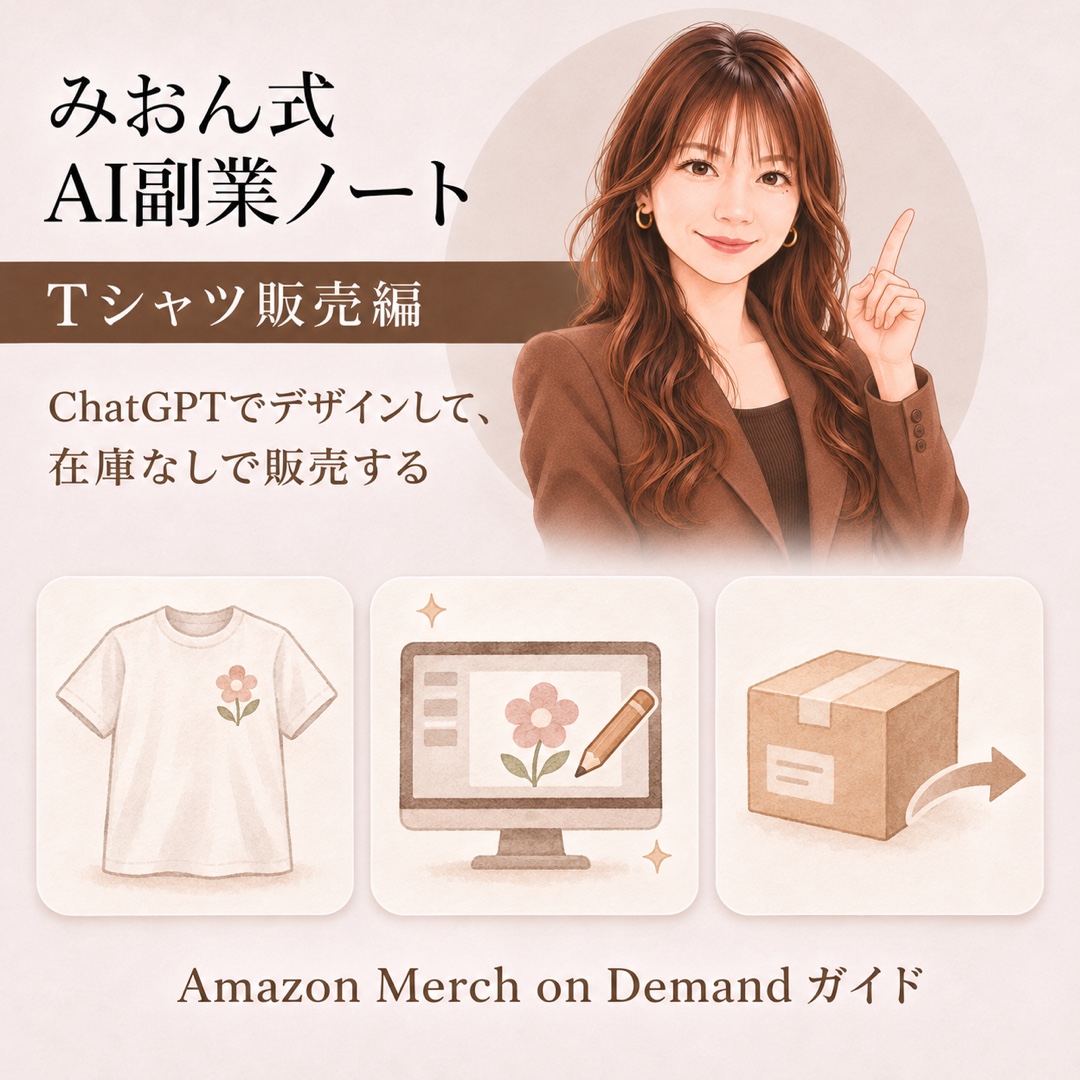 みおん式
AI副業ノート
Tシャツ販売編
ChatGPTでデザインして、
在庫なしで販売する
Amazon Merch on Demand ガイド